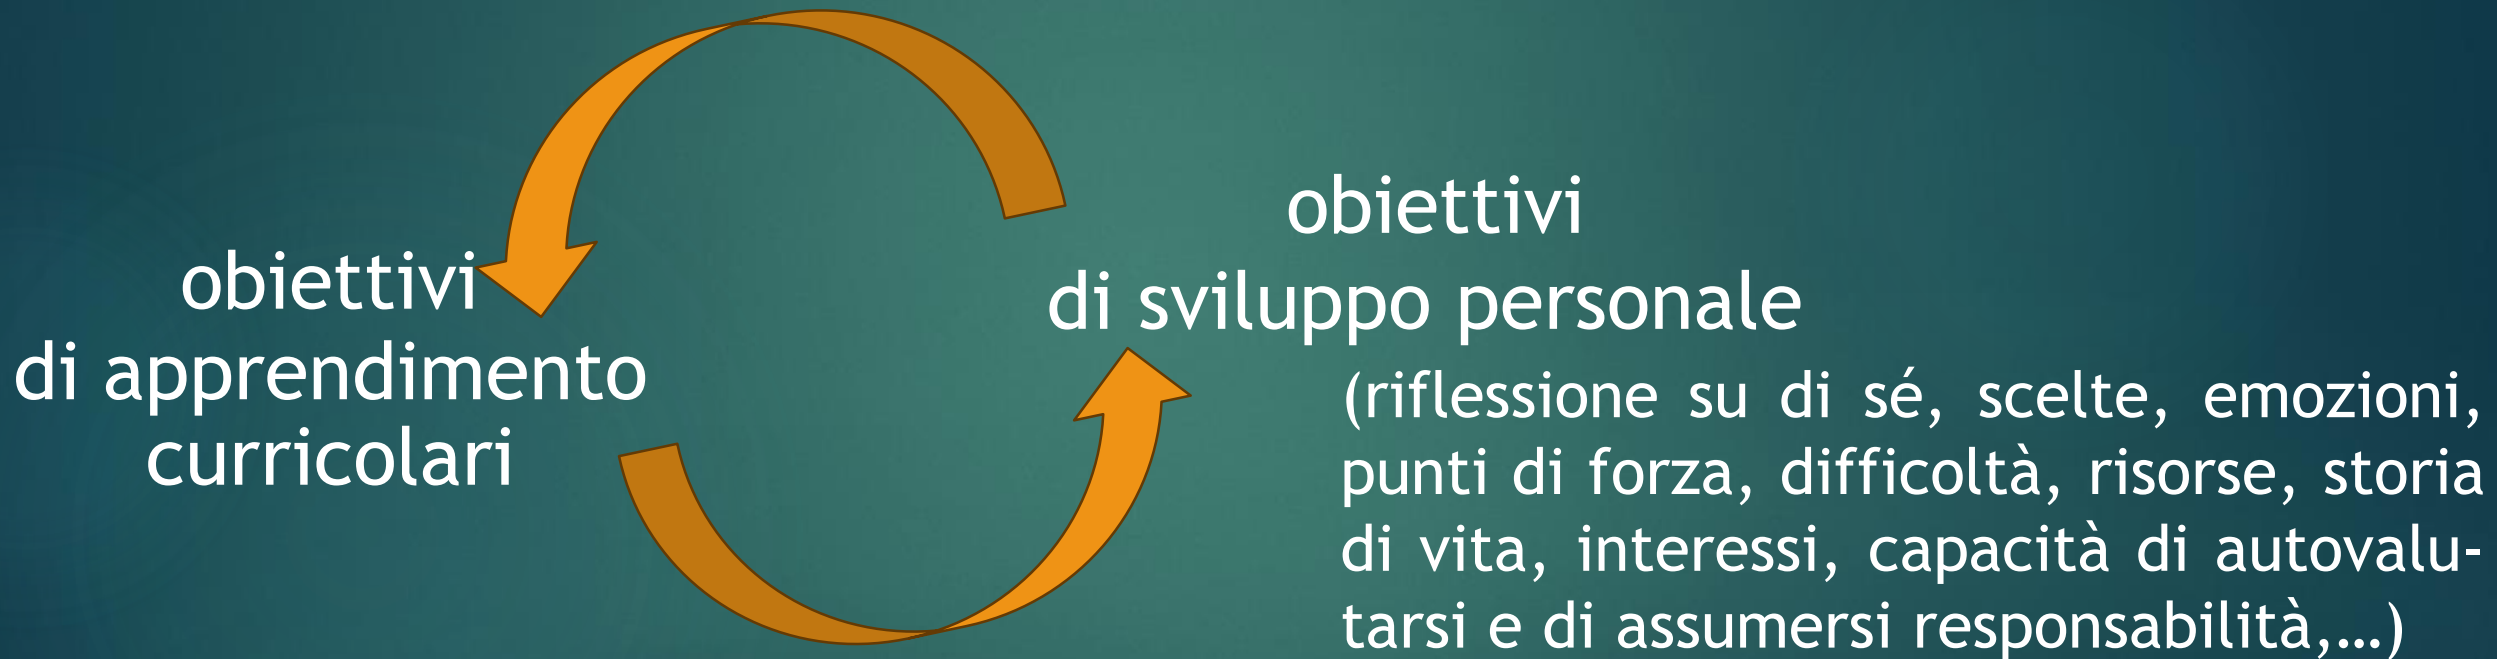 obiettivi
di apprendimento
curricolari
obiettivi
di sviluppo personale
(riflessione su di sé, scelte, emozioni,
punti di forza, difficoltà, risorse, storia
di vita, interessi, capacità di autovalu-
tarsi e di assumersi responsabilità,...)